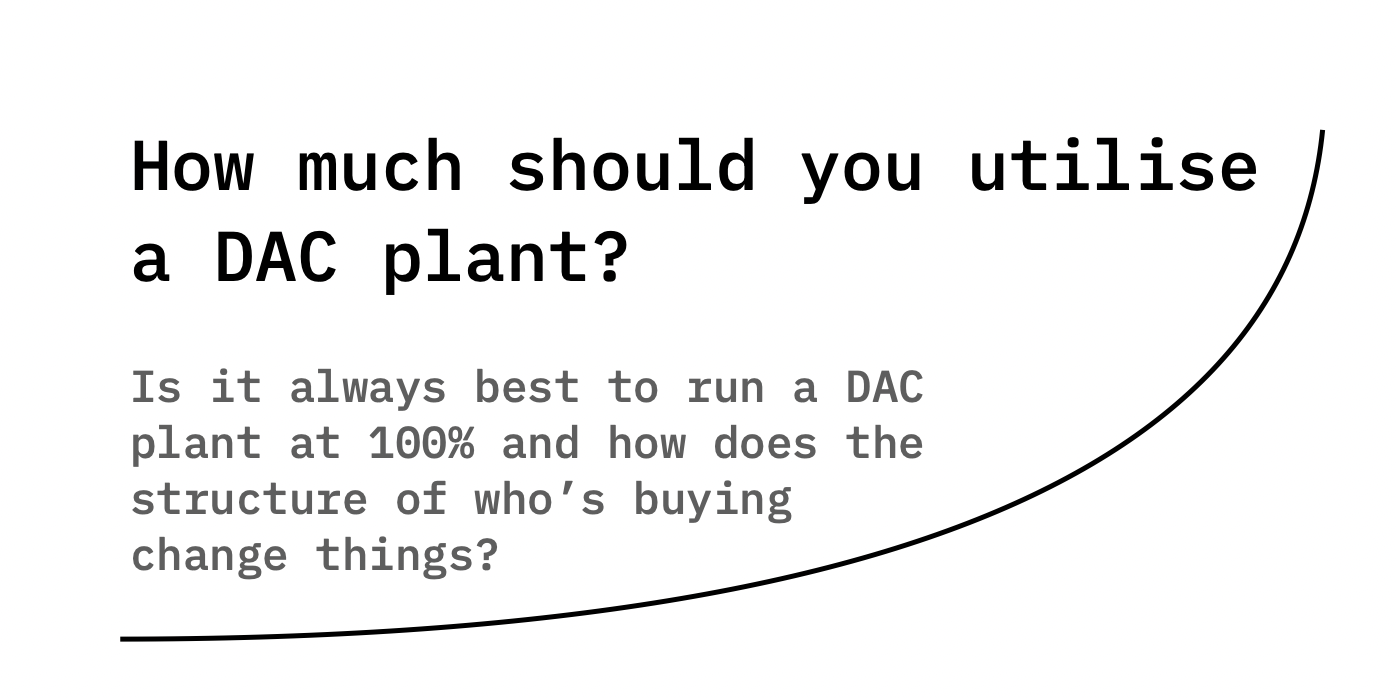 How much should you utilise
a DAC plant?
Is it always best to run a DAC
plant at 100% and how does the
structure of who’s buying
change things?